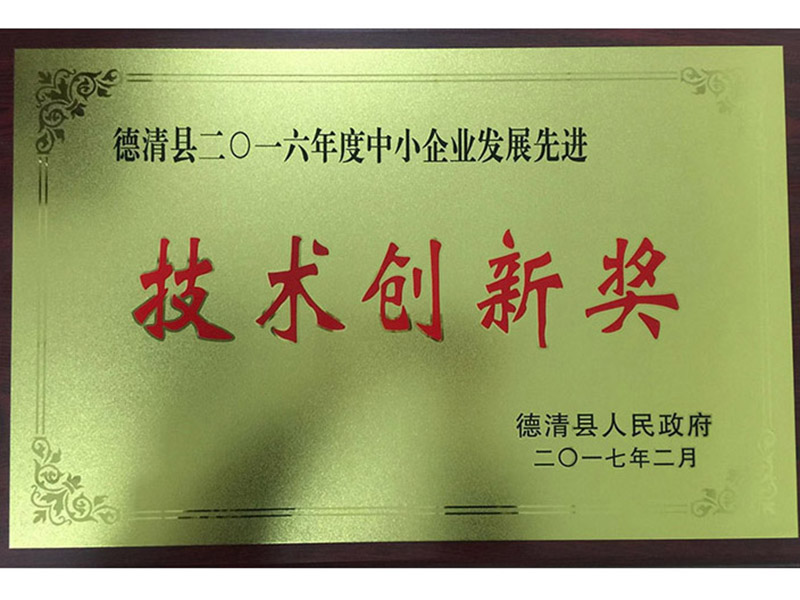 德清县二〇一六年度中小企业发展先进
技术创新奖
德清县人民政府
二〇一七年二月